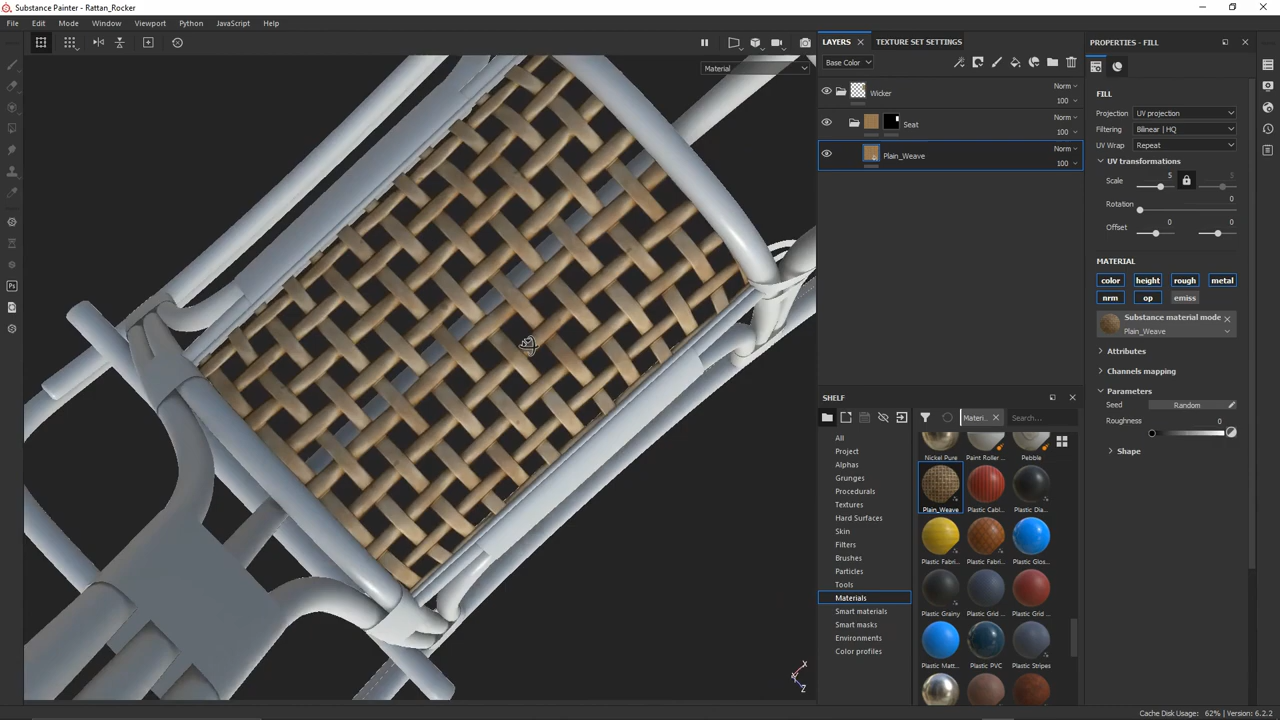 Substance Painter - Rattan_Rocker
File Edit Mode Window Viewport Python JavaScript Help
Material
LAYERS TEXTURE SET SETTINGS
Base Color
Wicker Norm
100
Seat Norm
100
Plain_Weave Norm
100
SHELF
Materi... Search...
All
Project
Alphas
Grunges
Procedurals
Textures
Hard Surfaces
Skin
Filters
Brushes
Particles
Tools
Materials
Smart materials
Smart masks
Environments
Color profiles
Nickel Pure Paint Roller ... Pebble
Plain_Weave Plastic Cabl... Plastic Dia...
Plastic Fabri... Plastic Fabri... Plastic Glos...
Plastic Grainy Plastic Grid ... Plastic Grid ...
Plastic Matt... Plastic PVC Plastic Stripes
PROPERTIES - FILL
FILL
Projection UV projection
Filtering Bilinear | HQ
UV Wrap Repeat
UV transformations
Scale 5 5
Rotation 0
Offset 0 0
MATERIAL
color height rough metal
nrm op emiss
Substance material mode
Plain_Weave
Attributes
Channels mapping
Parameters
Seed Random
Roughness 0
Shape
X
Z
Ps
Cache Disk Usage: 62% | Version: 6.2.2